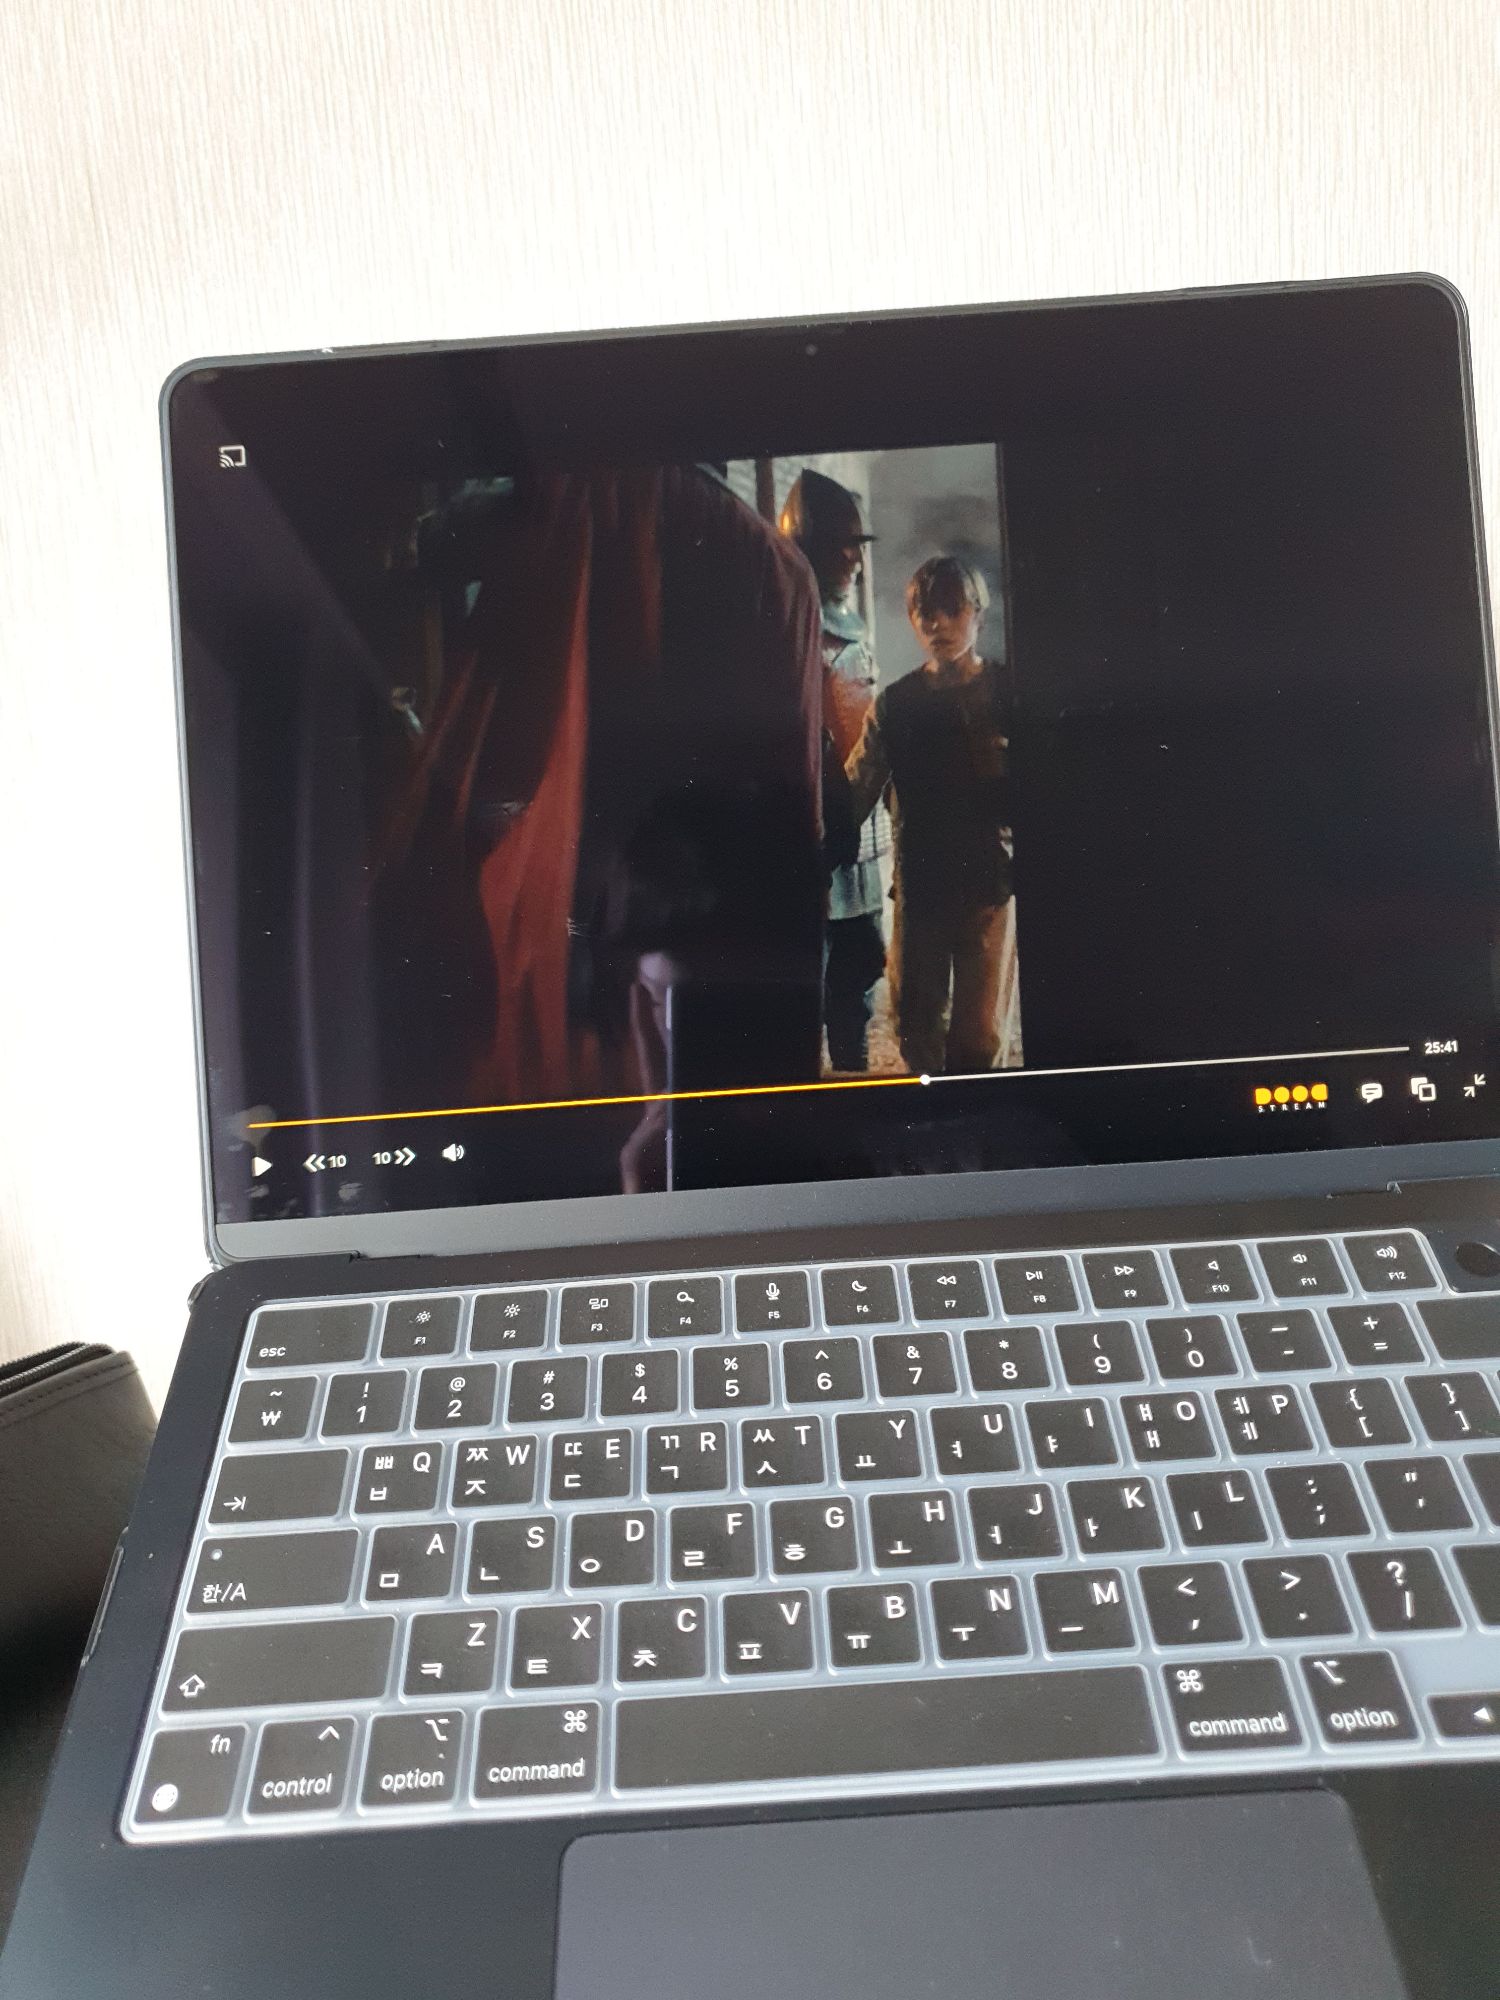 25:41
DOOD
STREAM
10 10
esc F1 F2 F3 F4 F5 F6 F7 F8 F9 F10 F11 F12
~ ₩ ! 1 @ 2 # 3 $ 4 % 5 ^ 6 & 7 * 8 ( 9 ) 0 — - + =
ㅃ Q ㅂ ㅉ W ㅈ ㄸ E ㄷ ㄲ R ㄱ ㅆ T ㅅ Y ㅛ U ㅕ I ㅑ ㅒ O ㅐ ㅖ P ㅔ { [ } ]
한/A A ㅁ S ㄴ D ㅇ F ㄹ G ㅎ H ㅗ J ㅓ K ㅏ L ㅣ : ; " '
Z ㅋ X ㅌ C ㅊ V ㅍ B ㅠ N ㅜ M ㅡ < , > . ? /
fn control option command command option